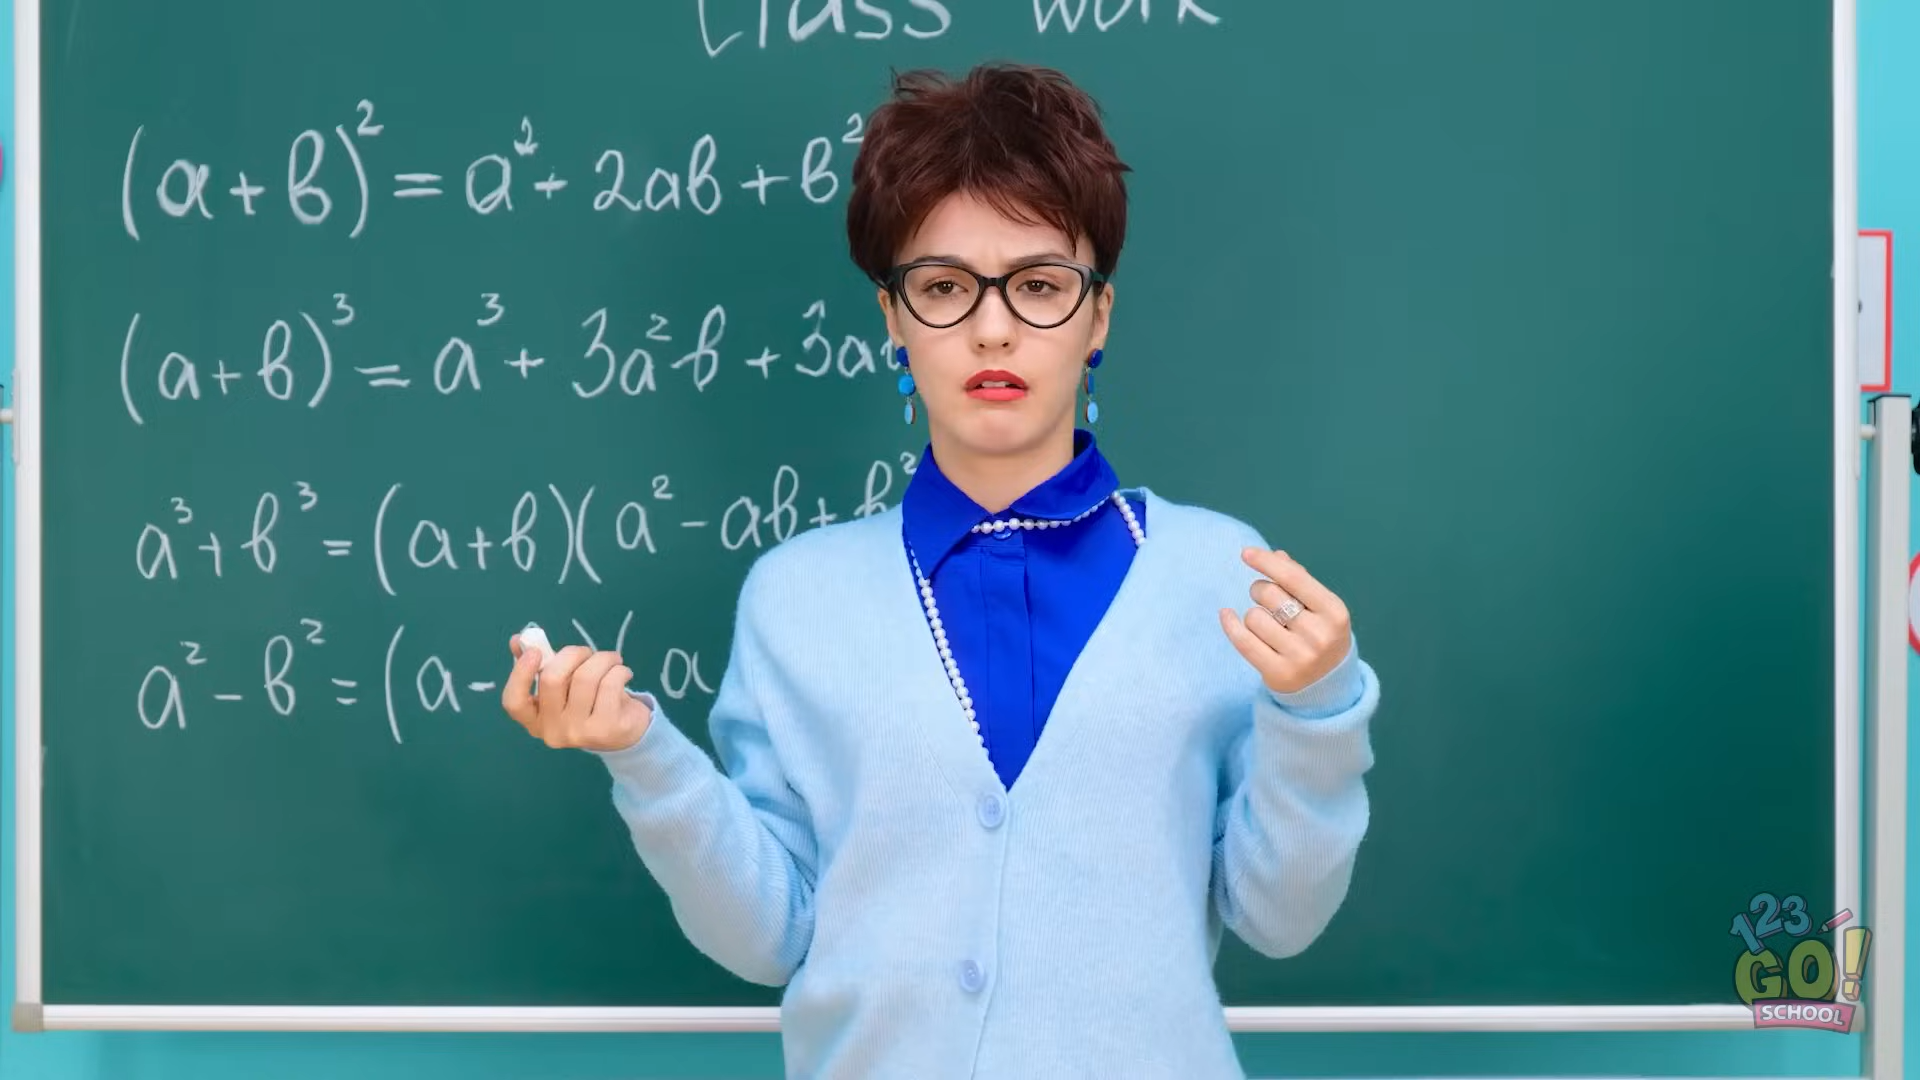 Class work
(a+b)² = a² + 2ab + b²
(a+b)³ = a³ + 3a²b + 3a
a³+b³ = (a+b)(a²-ab+b²
a²-b² = (a- )(a
123
GO!
SCHOOL